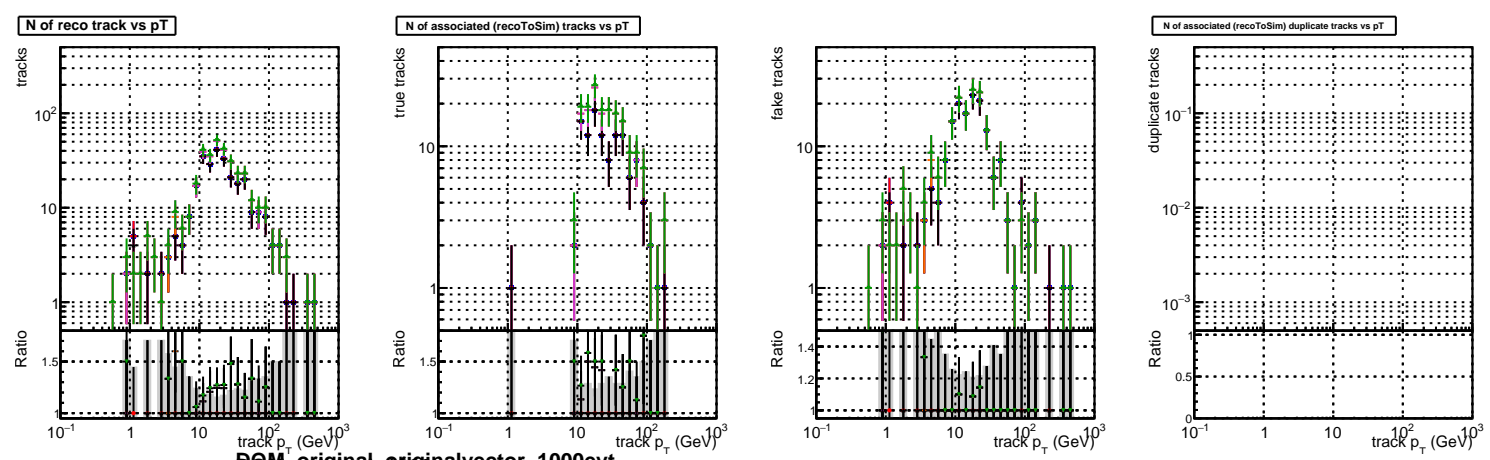 N of reco track vs pT
N of associated (recoToSim) tracks vs pT
N of associated (recoToSim) duplicate tracks vs pT
tracks
10²
10
1
Ratio
1.5
1
10⁻¹ 1 10 10² 10³
track p_T (GeV)
true tracks
10
1
Ratio
1.5
1
10⁻¹ 1 10 10² 10³
track p_T (GeV)
fake tracks
10
1
Ratio
1.4
1.2
1
10⁻¹ 1 10 10² 10³
track p_T (GeV)
duplicate tracks
10⁻¹
10⁻²
10⁻³
Ratio
1
0.5
0
10⁻¹ 1 10 10² 10³
track p_T (GeV)
original_originalvector_1000evt